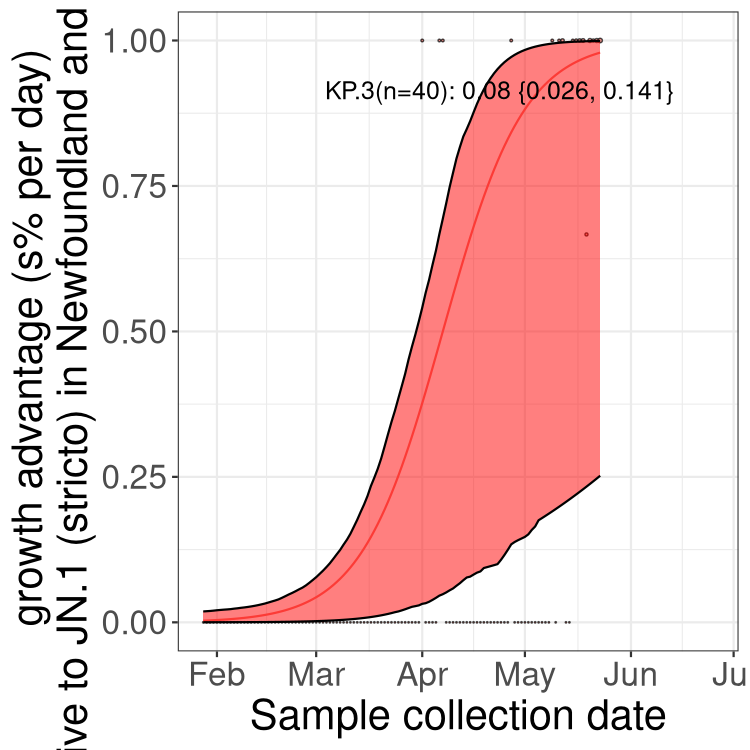 growth advantage (s% per day)
ive to JN.1 (stricto) in Newfoundland and
1.00
0.75
0.50
0.25
0.00
KP.3(n=40): 0.08 {0.026, 0.141}
Feb Mar Apr May Jun Ju
Sample collection date